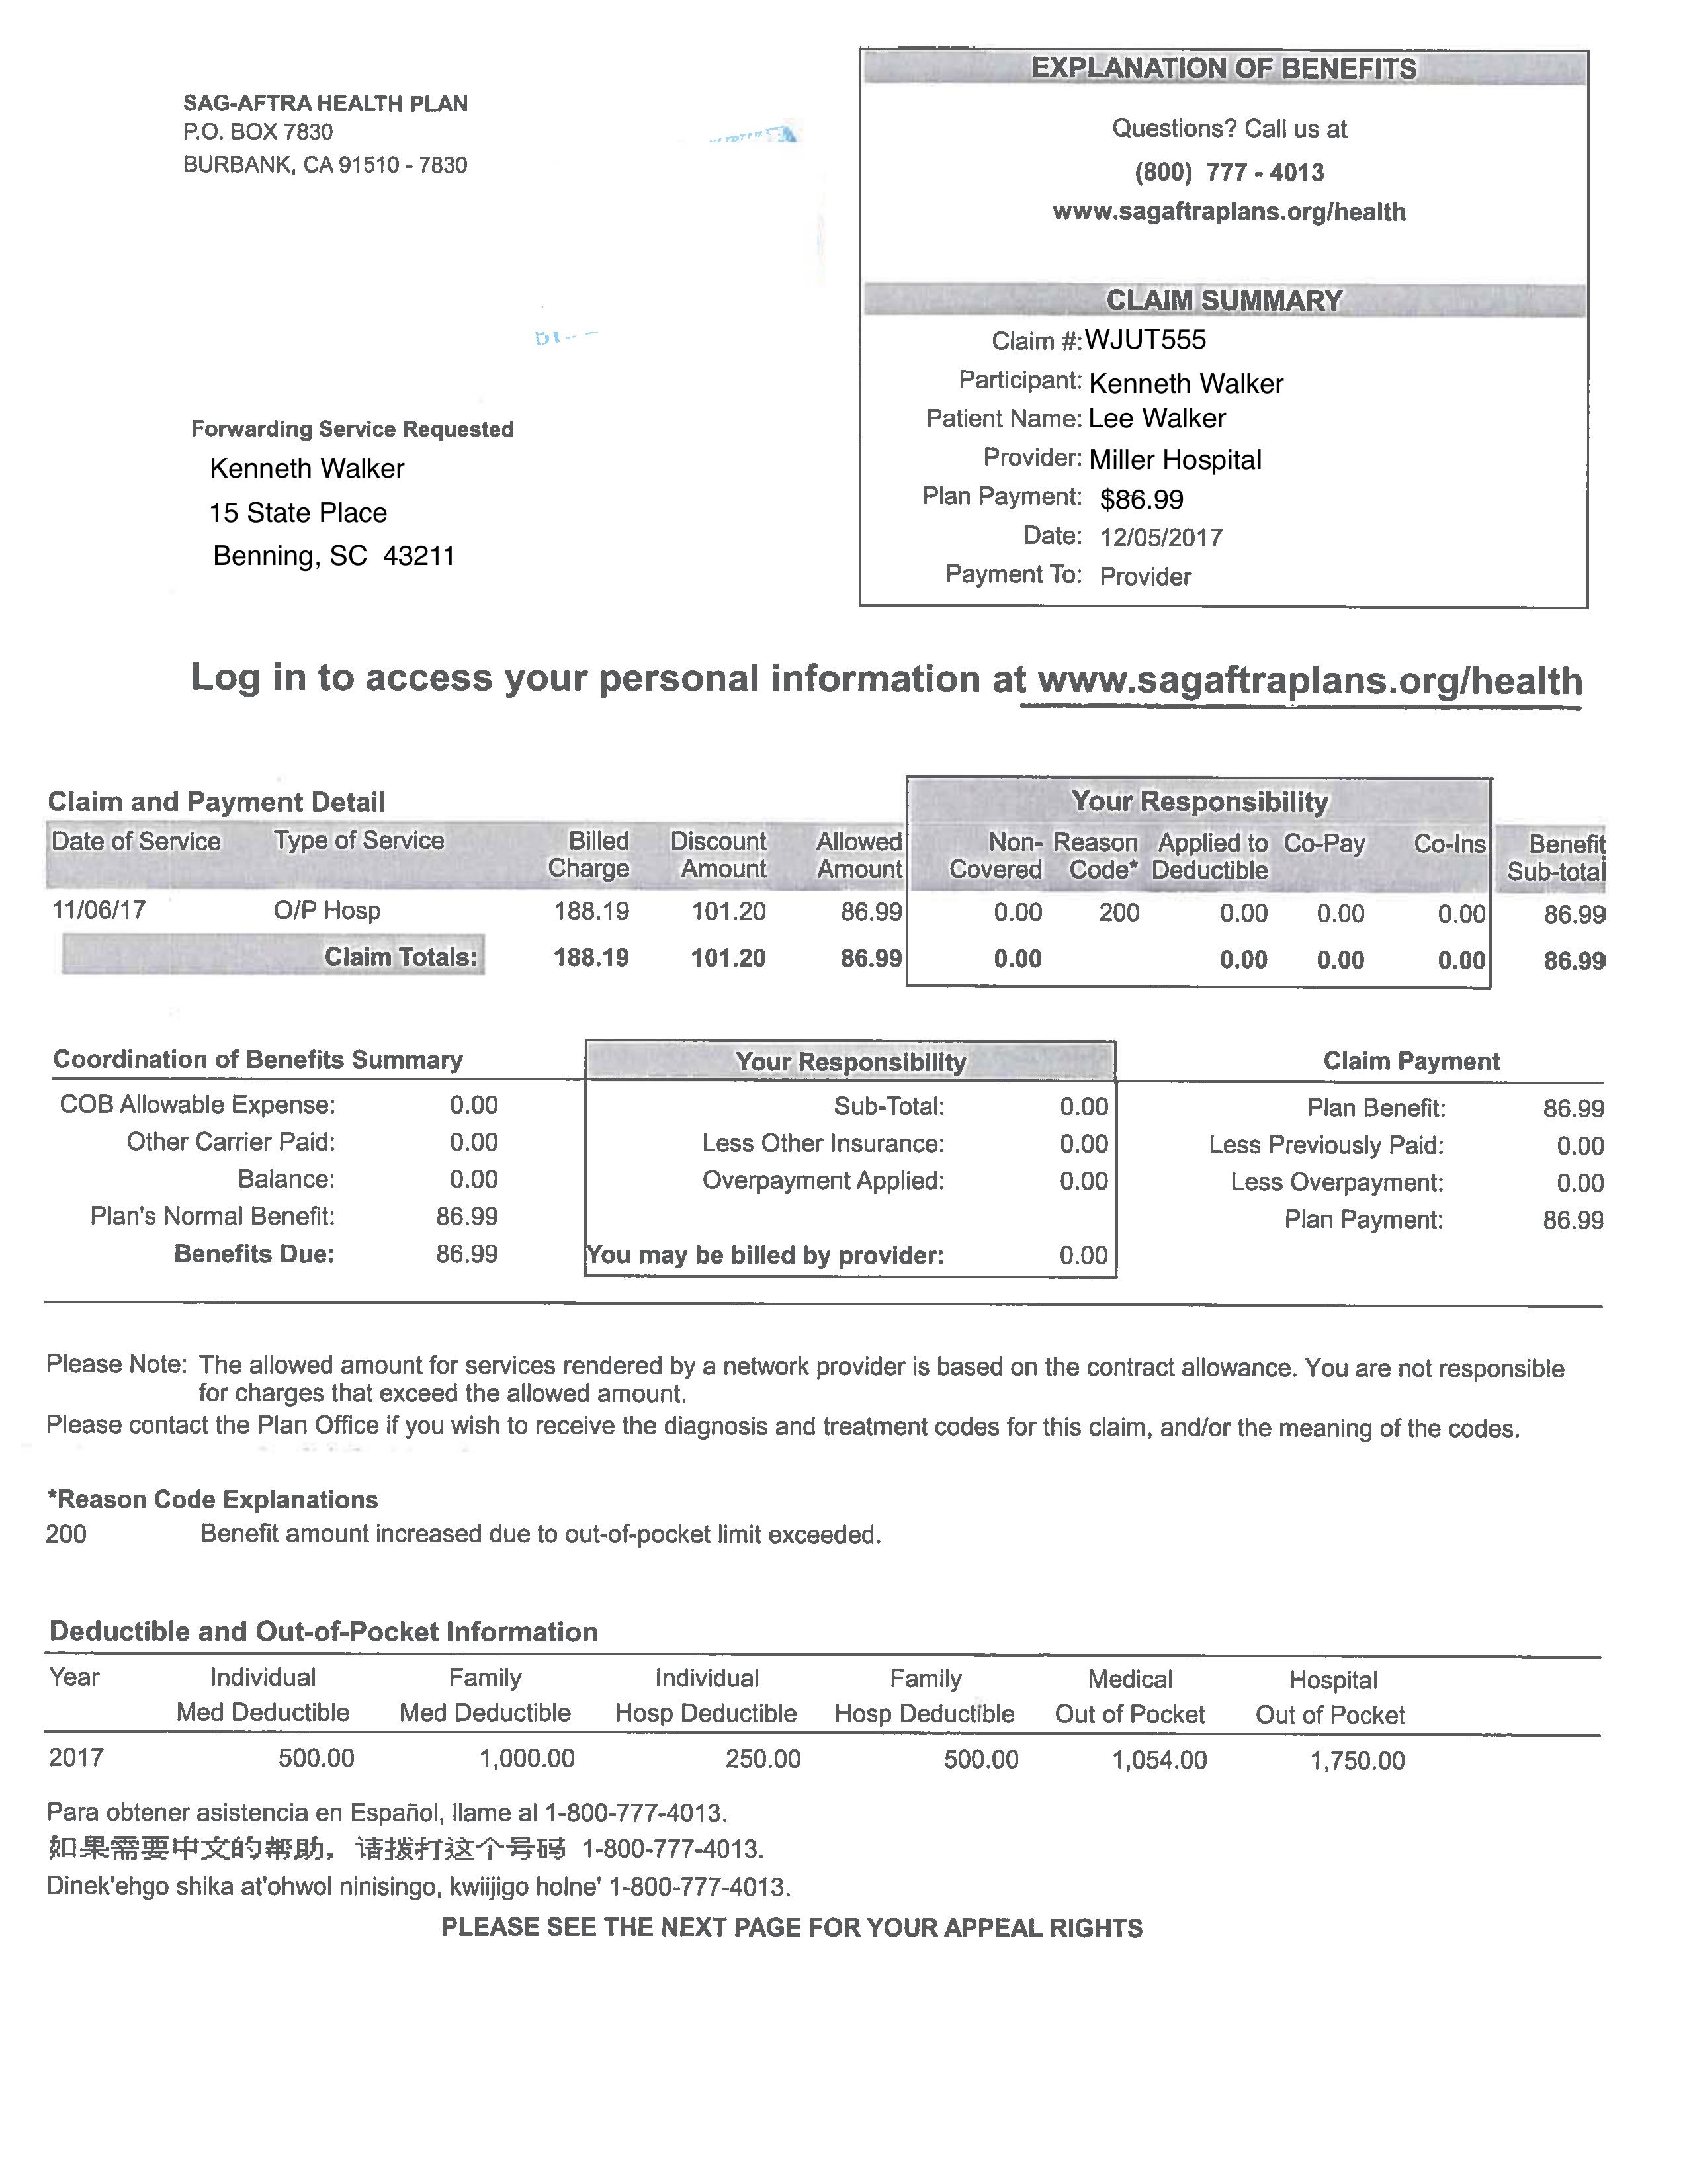 SAG-AFTRA HEALTH PLAN
P.O. BOX 7830
BURBANK, CA 91510 - 7830
EXPLANATION OF BENEFITS
Questions? Call us at
(800) 777 - 4013
www.sagaftraplans.org/health
CLAIM SUMMARY
Claim #: WJUT555
Participant: Kenneth Walker
Patient Name: Lee Walker
Provider: Miller Hospital
Plan Payment: $86.99
Date: 12/05/2017
Payment To: Provider
Forwarding Service Requested
Kenneth Walker
15 State Place
Benning, SC 43211
Log in to access your personal information at www.sagaftraplans.org/health
Claim and Payment Detail
Your Responsibility
Date of Service Type of Service Billed Discount Allowed Non- Reason Applied to Co-Pay Co-Ins Benefit
Charge Amount Amount Covered Code* Deductible Sub-total
11/06/17 O/P Hosp 188.19 101.20 86.99 0.00 200 0.00 0.00 0.00 86.99
Claim Totals: 188.19 101.20 86.99 0.00 0.00 0.00 0.00 86.99
Coordination of Benefits Summary Your Responsibility Claim Payment
COB Allowable Expense: 0.00 Sub-Total: 0.00 Plan Benefit: 86.99
Other Carrier Paid: 0.00 Less Other Insurance: 0.00 Less Previously Paid: 0.00
Balance: 0.00 Overpayment Applied: 0.00 Less Overpayment: 0.00
Plan's Normal Benefit: 86.99 Plan Payment: 86.99
Benefits Due: 86.99 You may be billed by provider: 0.00
Please Note: The allowed amount for services rendered by a network provider is based on the contract allowance. You are not responsible
for charges that exceed the allowed amount.
Please contact the Plan Office if you wish to receive the diagnosis and treatment codes for this claim, and/or the meaning of the codes.
*Reason Code Explanations
200 Benefit amount increased due to out-of-pocket limit exceeded.
Deductible and Out-of-Pocket Information
Year Individual Family Individual Family Medical Hospital
Med Deductible Med Deductible Hosp Deductible Hosp Deductible Out of Pocket Out of Pocket
2017 500.00 1,000.00 250.00 500.00 1,054.00 1,750.00
Para obtener asistencia en Español, llame al 1-800-777-4013.
如果需要中文的帮助，请拨打这个号码 1-800-777-4013.
Dinek'ehgo shika at'ohwol ninisingo, kwiijigo holne' 1-800-777-4013.
PLEASE SEE THE NEXT PAGE FOR YOUR APPEAL RIGHTS